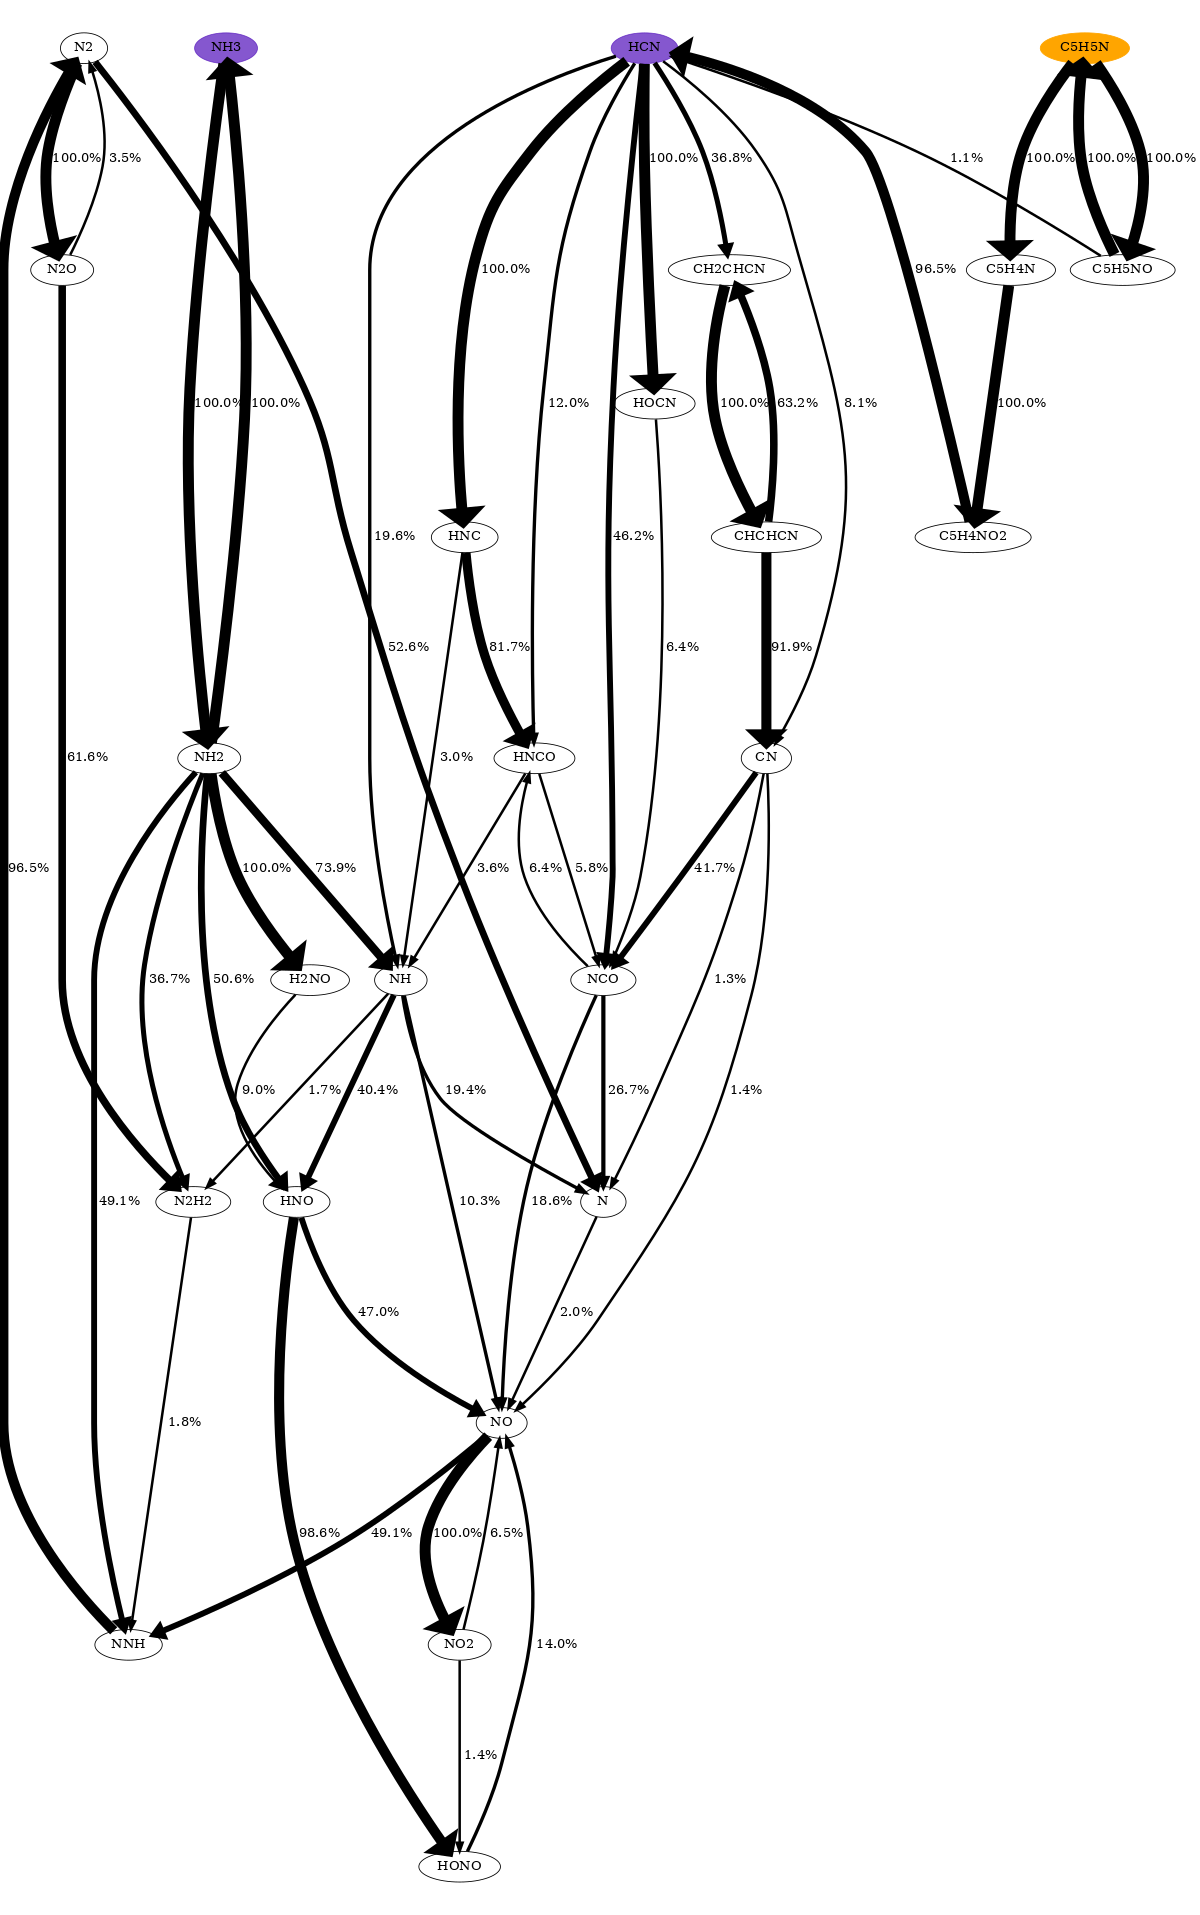 N2 NH3 HCN C5H5N
100.0% 3.5% 100.0% 36.8% 1.1% 100.0% 100.0% 100.0%
N2O CH2CHCN C5H4N C5H5NO
100.0% 96.5%
100.0% 100.0% 12.0% HOCN 100.0% 63.2% 8.1% 100.0%
19.6% HNC 46.2% CHCHCN C5H4NO2
52.6% 81.7% 6.4% 91.9%
61.6% NH2 3.0% HNCO CN
96.5% 100.0% 73.9% 3.6% 6.4% 5.8% 41.7%
36.7% 50.6% H2NO NH NCO 1.3%
9.0% 1.7% 40.4% 19.4% 26.7% 1.4%
49.1% N2H2 HNO 10.3% 18.6% N
47.0% 2.0%
1.8% NO
98.6% 49.1% 100.0% 6.5%
NNH NO2 14.0%
1.4%
HONO